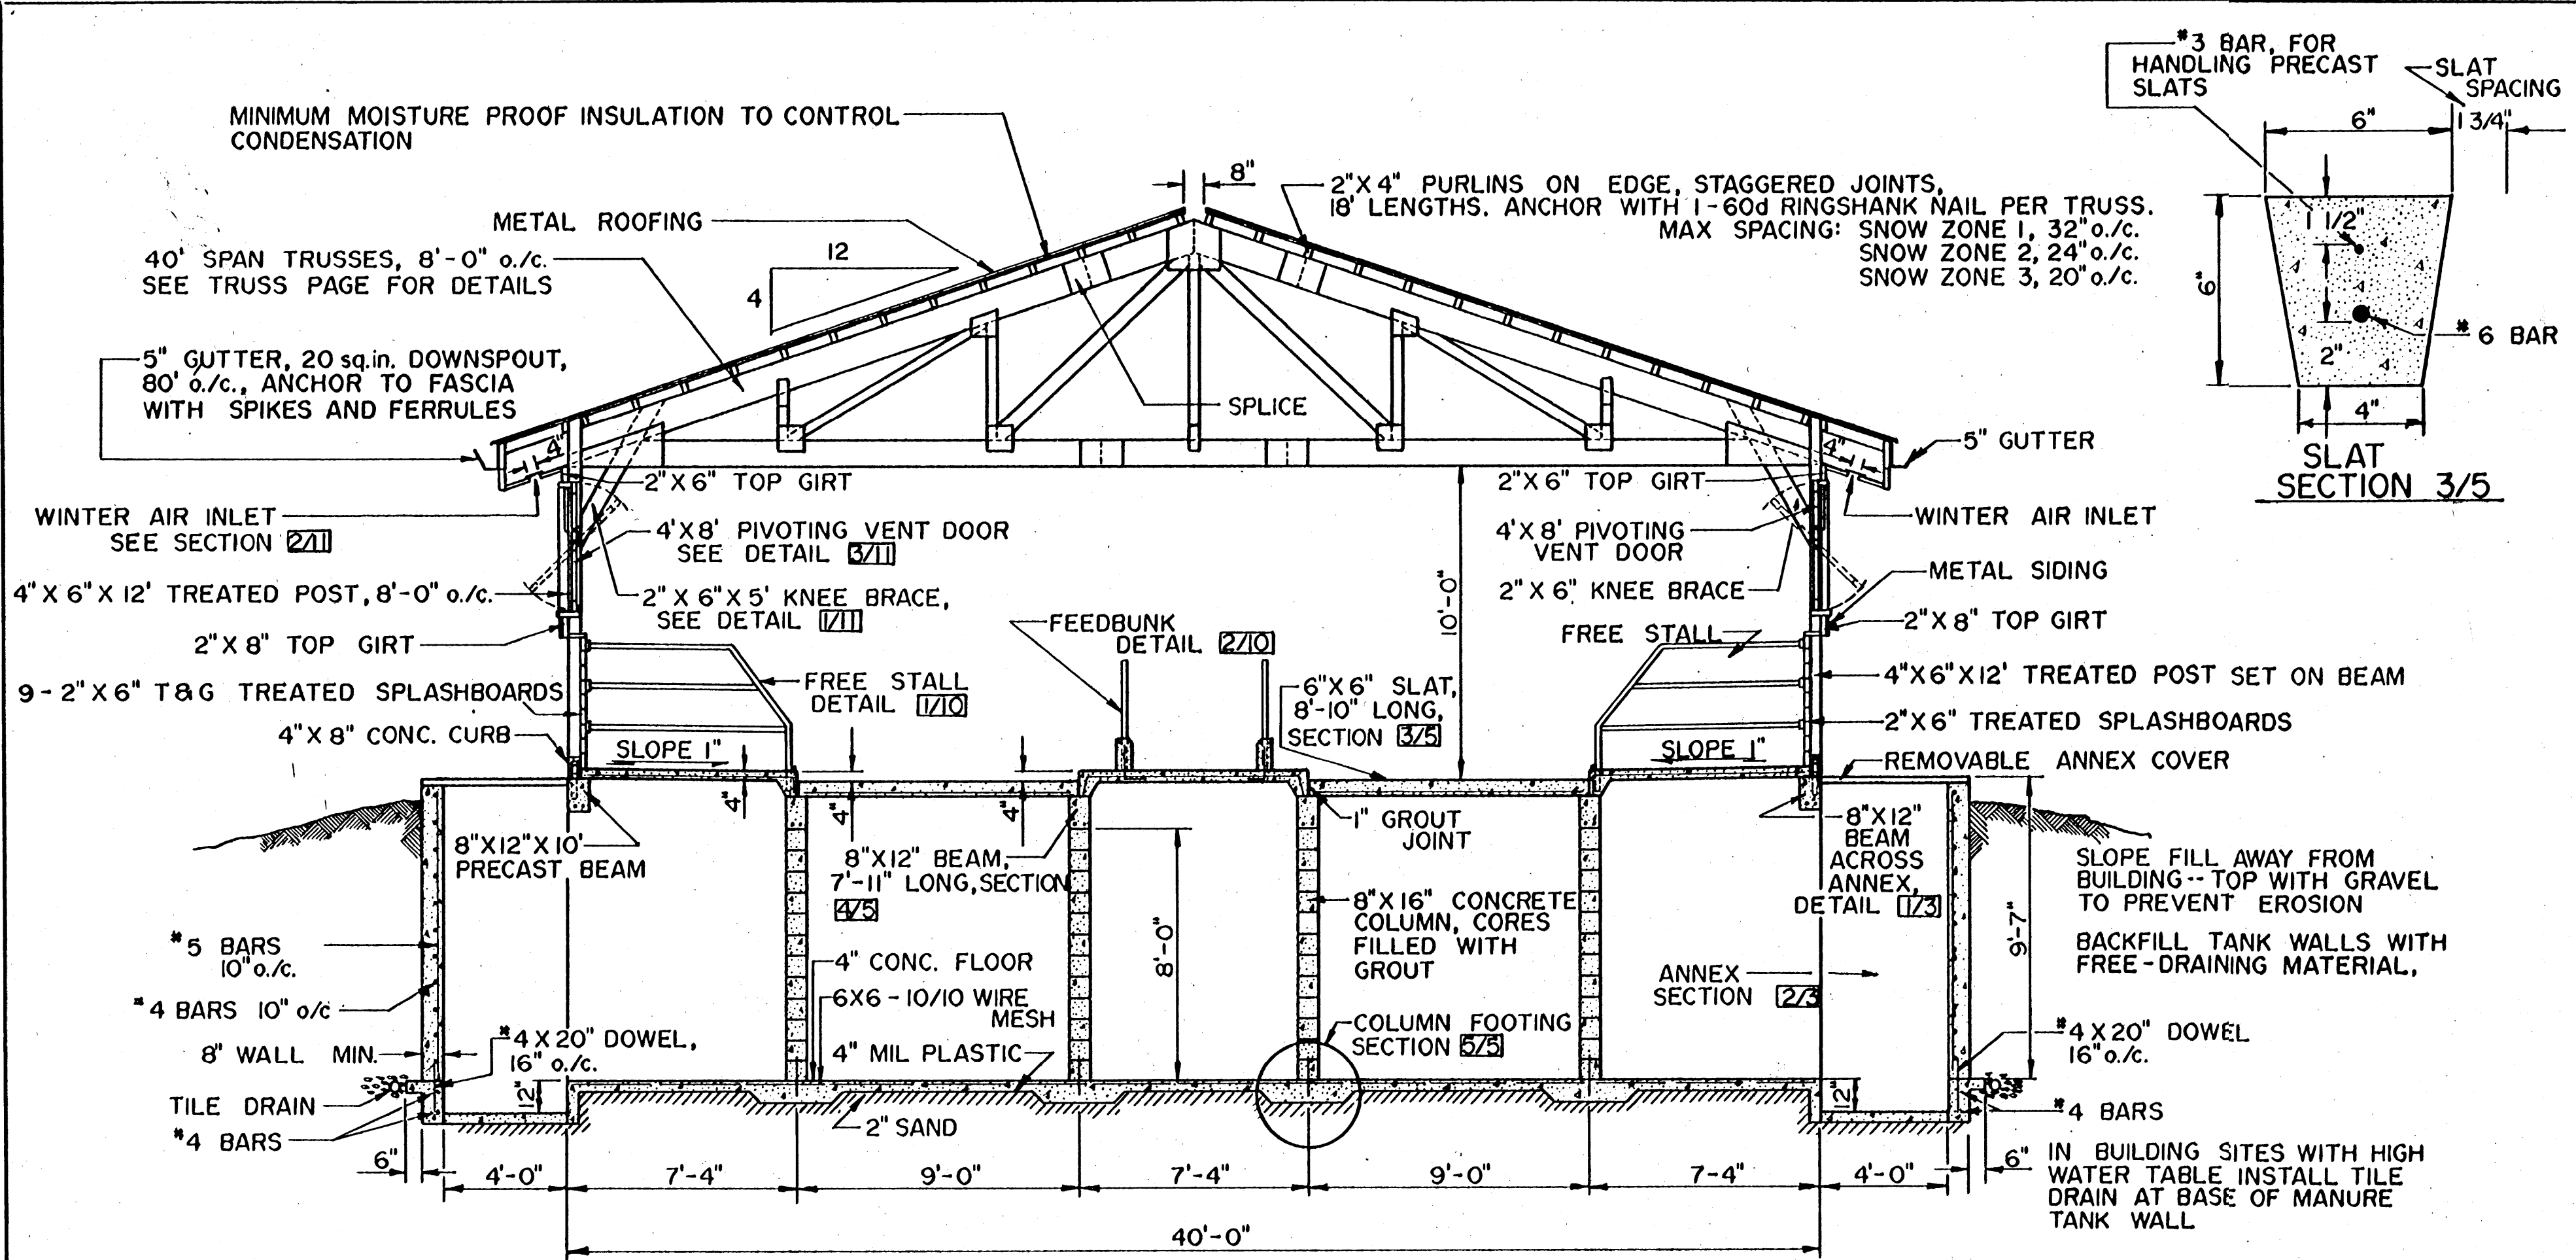 #3 BAR, FOR
HANDLING PRECAST
SLATS
SLAT
SPACING
6"
1 3/4"
1 1/2"
6"
#6 BAR
2"
4"
SLAT
SECTION 3/5
MINIMUM MOISTURE PROOF INSULATION TO CONTROL
CONDENSATION
8"
2"X4" PURLINS ON EDGE, STAGGERED JOINTS,
18' LENGTHS. ANCHOR WITH 1-60d RINGSHANK NAIL PER TRUSS.
MAX SPACING: SNOW ZONE 1, 32" o./c.
SNOW ZONE 2, 24" o./c.
SNOW ZONE 3, 20" o./c.
METAL ROOFING
12
4
40' SPAN TRUSSES, 8'-0" o./c.
SEE TRUSS PAGE FOR DETAILS
5" GUTTER, 20 sq.in. DOWNSPOUT,
80' o./c., ANCHOR TO FASCIA
WITH SPIKES AND FERRULES
SPLICE
4"
4"
5" GUTTER
2"X6" TOP GIRT
2"X6" TOP GIRT
WINTER AIR INLET
SEE SECTION 2/11
4'X8' PIVOTING VENT DOOR
SEE DETAIL 3/11
4'X8' PIVOTING
VENT DOOR
WINTER AIR INLET
METAL SIDING
4"X6"X12' TREATED POST, 8'-0" o./c.
2"X6"X5' KNEE BRACE,
SEE DETAIL 1/11
2"X6" KNEE BRACE
10'-0"
2"X8" TOP GIRT
FEEDBUNK
DETAIL 2/10
FREE STALL
2"X8" TOP GIRT
9-2"X6" T&G TREATED SPLASHBOARDS
FREE STALL
DETAIL 1/10
6"X6" SLAT,
8'-10" LONG,
SECTION 3/5
4"X6"X12' TREATED POST SET ON BEAM
2"X6" TREATED SPLASHBOARDS
4"X8" CONC. CURB
SLOPE 1"
SLOPE 1"
REMOVABLE ANNEX COVER
4"
4"
4"
8"X12"X10'
PRECAST BEAM
8"X12" BEAM,
7'-11" LONG, SECTION
4/5
1" GROUT
JOINT
8"X12"
BEAM
ACROSS
ANNEX,
DETAIL 1/3
SLOPE FILL AWAY FROM
BUILDING--TOP WITH GRAVEL
TO PREVENT EROSION
8"X16" CONCRETE
COLUMN, CORES
FILLED WITH
GROUT
8'-0"
9'-7"
BACKFILL TANK WALLS WITH
FREE-DRAINING MATERIAL.
#5 BARS
10" o./c.
4" CONC. FLOOR
6X6-10/10 WIRE
MESH
ANNEX
SECTION 2/3
#4 BARS 10" o/c
COLUMN FOOTING
SECTION 5/5
8" WALL MIN.
#4 X 20" DOWEL,
16" o./c.
4" MIL PLASTIC
#4 X 20" DOWEL
16" o./c.
TILE DRAIN
12"
12"
#4 BARS
2" SAND
#4 BARS
6"
4'-0"
7'-4"
9'-0"
7'-4"
9'-0"
7-4"
4'-0"
6"
IN BUILDING SITES WITH HIGH
WATER TABLE INSTALL TILE
DRAIN AT BASE OF MANURE
TANK WALL
40'-0"